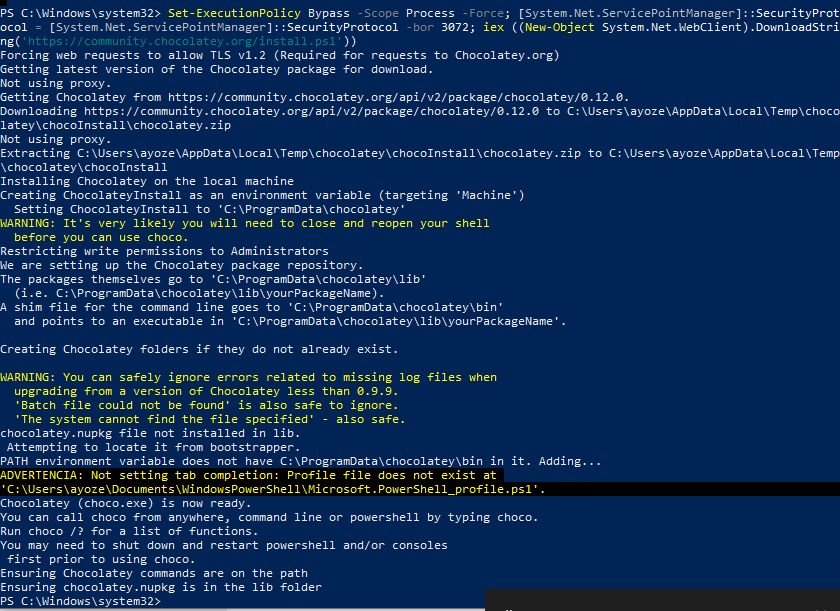 PS C:\Windows\system32> Set-ExecutionPolicy Bypass -Scope Process -Force; [System.Net.ServicePointManager]::SecurityProt
ocol = [System.Net.ServicePointManager]::SecurityProtocol -bor 3072; iex ((New-Object System.Net.WebClient).DownloadStri
ng('https://community.chocolatey.org/install.ps1'))
Forcing web requests to allow TLS v1.2 (Required for requests to Chocolatey.org)
Getting latest version of the Chocolatey package for download.
Not using proxy.
Getting Chocolatey from https://community.chocolatey.org/api/v2/package/chocolatey/0.12.0.
Downloading https://community.chocolatey.org/api/v2/package/chocolatey/0.12.0 to C:\Users\ayoze\AppData\Local\Temp\choco
latey\chocoInstall\chocolatey.zip
Not using proxy.
Extracting C:\Users\ayoze\AppData\Local\Temp\chocolatey\chocoInstall\chocolatey.zip to C:\Users\ayoze\AppData\Local\Temp
\chocolatey\chocoInstall
Installing Chocolatey on the local machine
Creating ChocolateyInstall as an environment variable (targeting 'Machine')
  Setting ChocolateyInstall to 'C:\ProgramData\chocolatey'
WARNING: It's very likely you will need to close and reopen your shell
  before you can use choco.
Restricting write permissions to Administrators
We are setting up the Chocolatey package repository.
The packages themselves go to 'C:\ProgramData\chocolatey\lib'
  (i.e. C:\ProgramData\chocolatey\lib\yourPackageName).
A shim file for the command line goes to 'C:\ProgramData\chocolatey\bin'
  and points to an executable in 'C:\ProgramData\chocolatey\lib\yourPackageName'.
Creating Chocolatey folders if they do not already exist.
WARNING: You can safely ignore errors related to missing log files when
  upgrading from a version of Chocolatey less than 0.9.9.
  'Batch file could not be found' is also safe to ignore.
  'The system cannot find the file specified' - also safe.
chocolatey.nupkg file not installed in lib.
 Attempting to locate it from bootstrapper.
PATH environment variable does not have C:\ProgramData\chocolatey\bin in it. Adding...
ADVERTENCIA: Not setting tab completion: Profile file does not exist at
'C:\Users\ayoze\Documents\WindowsPowerShell\Microsoft.PowerShell_profile.ps1'.
Chocolatey (choco.exe) is now ready.
You can call choco from anywhere, command line or powershell by typing choco.
Run choco /? for a list of functions.
You may need to shut down and restart powershell and/or consoles
 first prior to using choco.
Ensuring Chocolatey commands are on the path
Ensuring chocolatey.nupkg is in the lib folder
PS C:\Windows\system32>